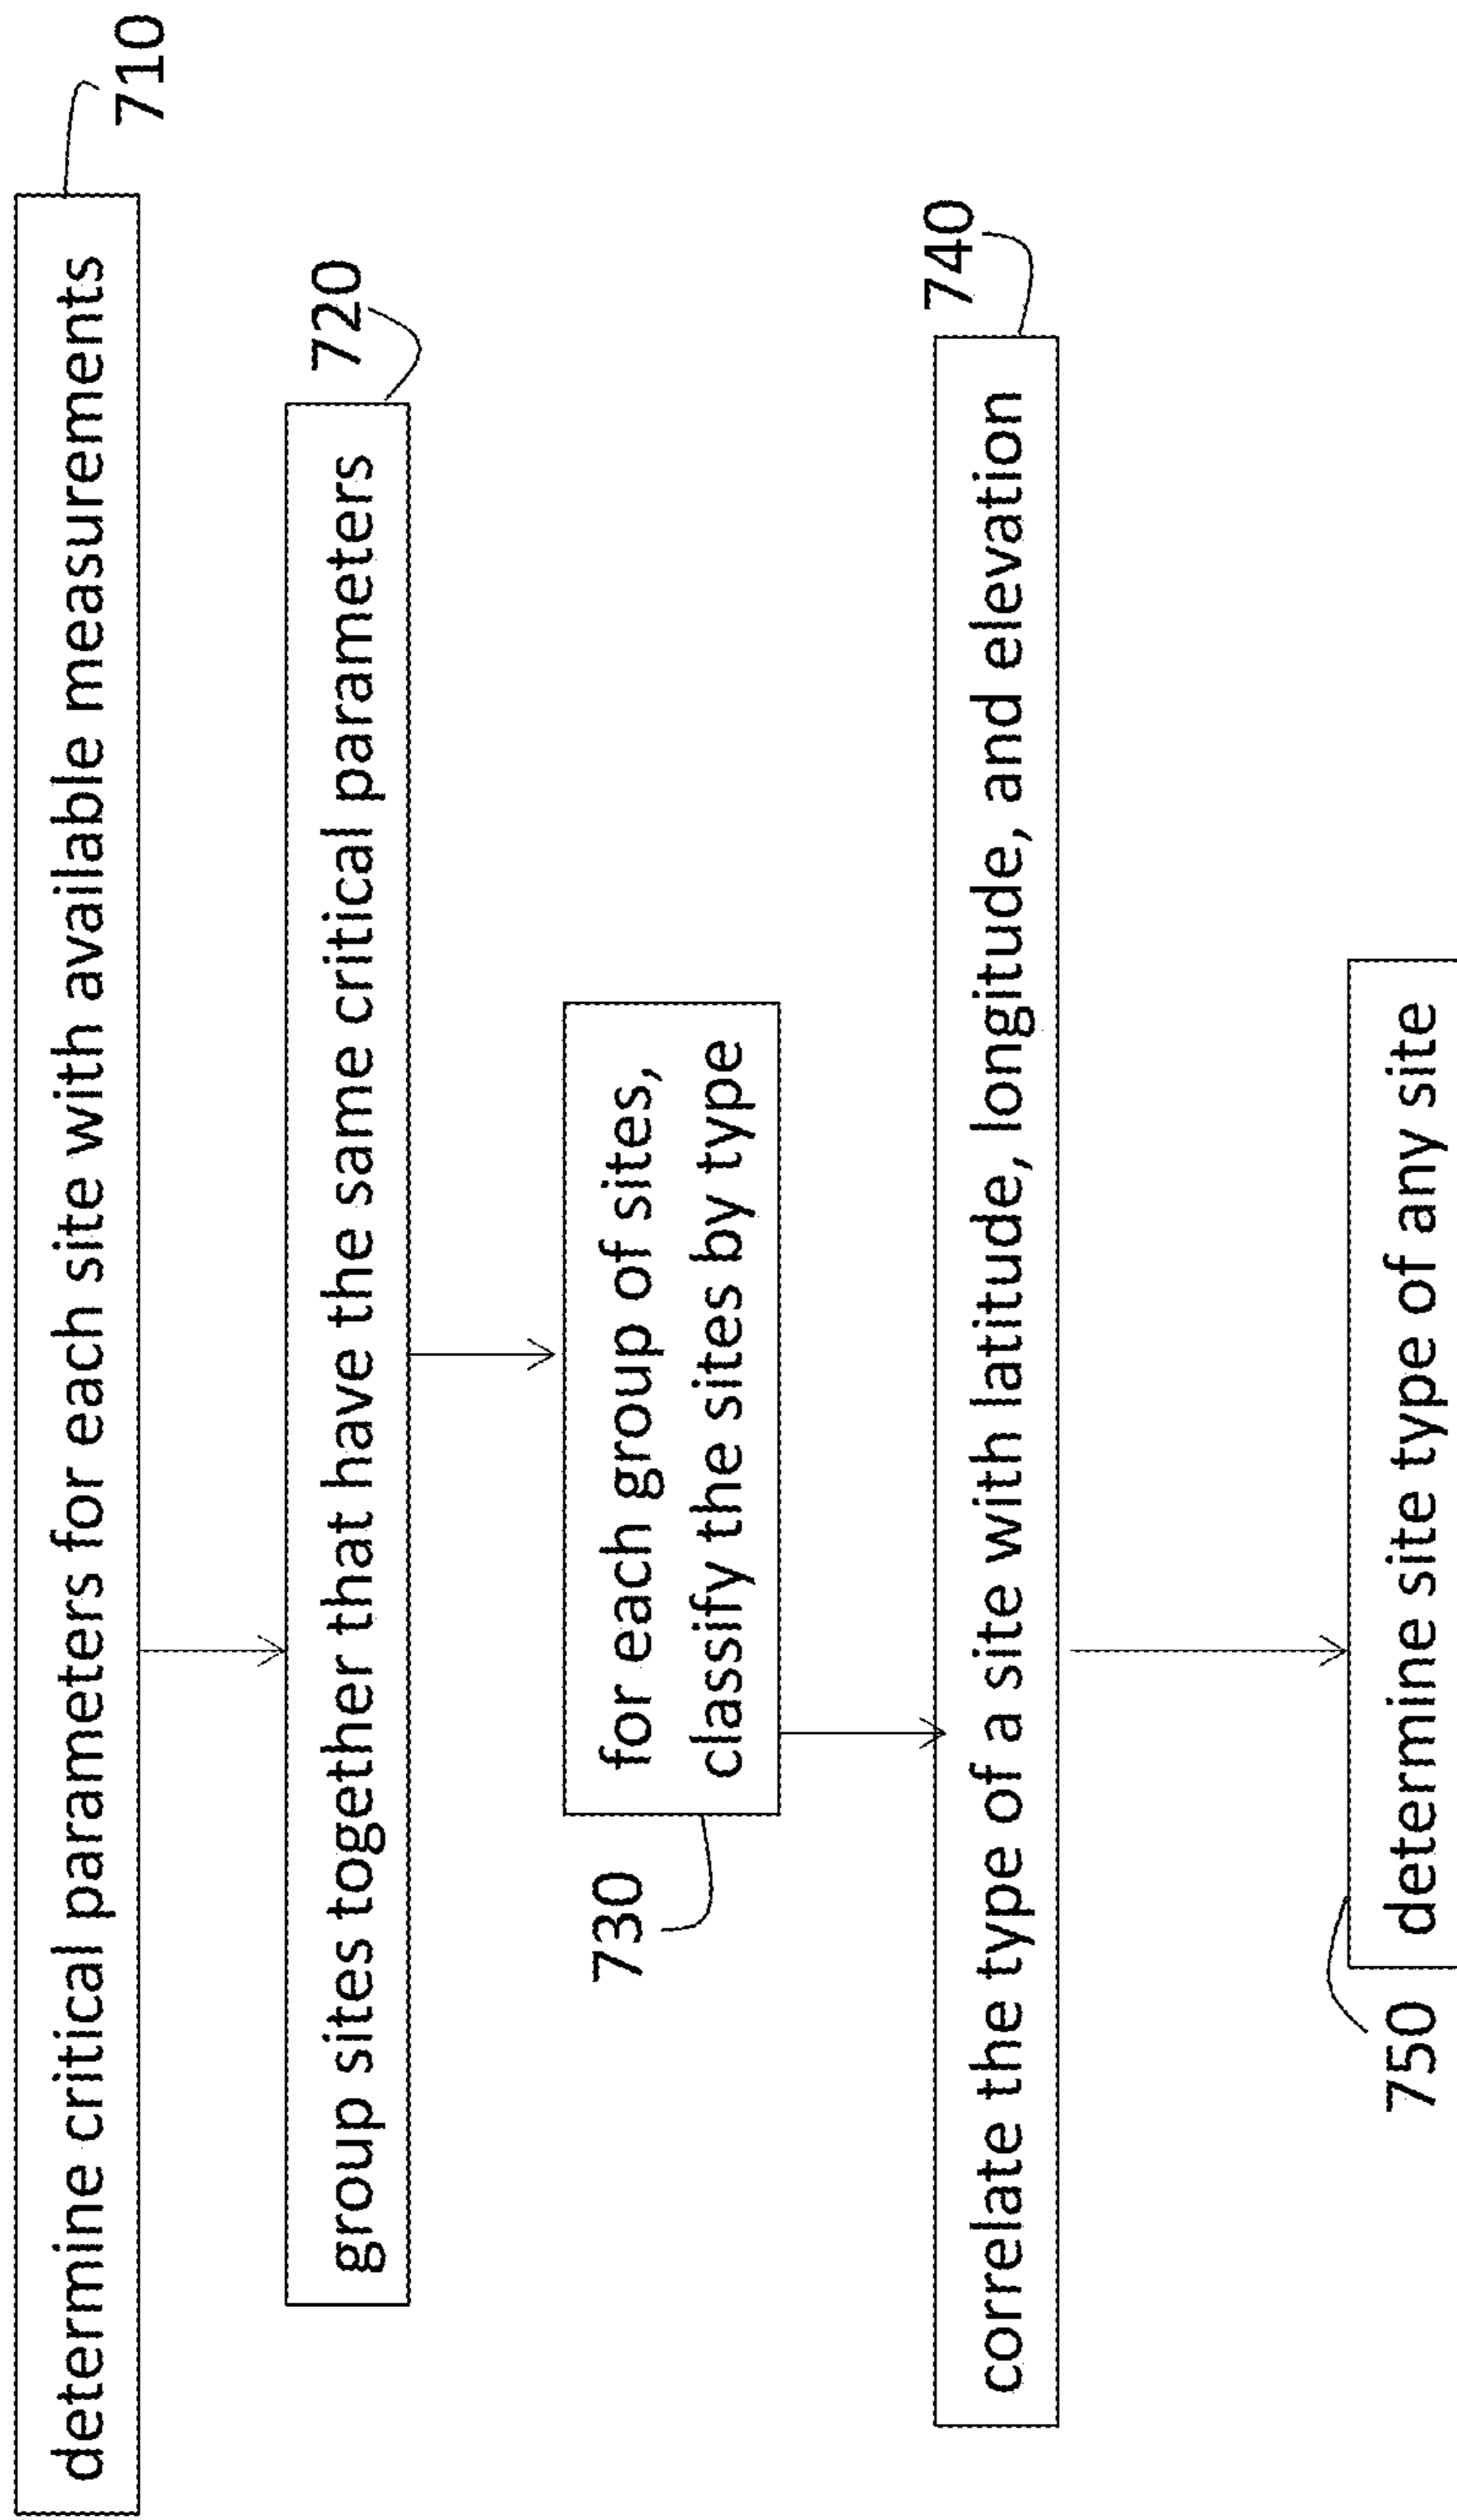 determine critical parameters for each site with available measurements
710
group sites together that have the same critical parameters
720
for each group of sites,
classify the sites by type
730
correlate the type of a site with latitude, longitude, and elevation
740
determine site type of any site
750